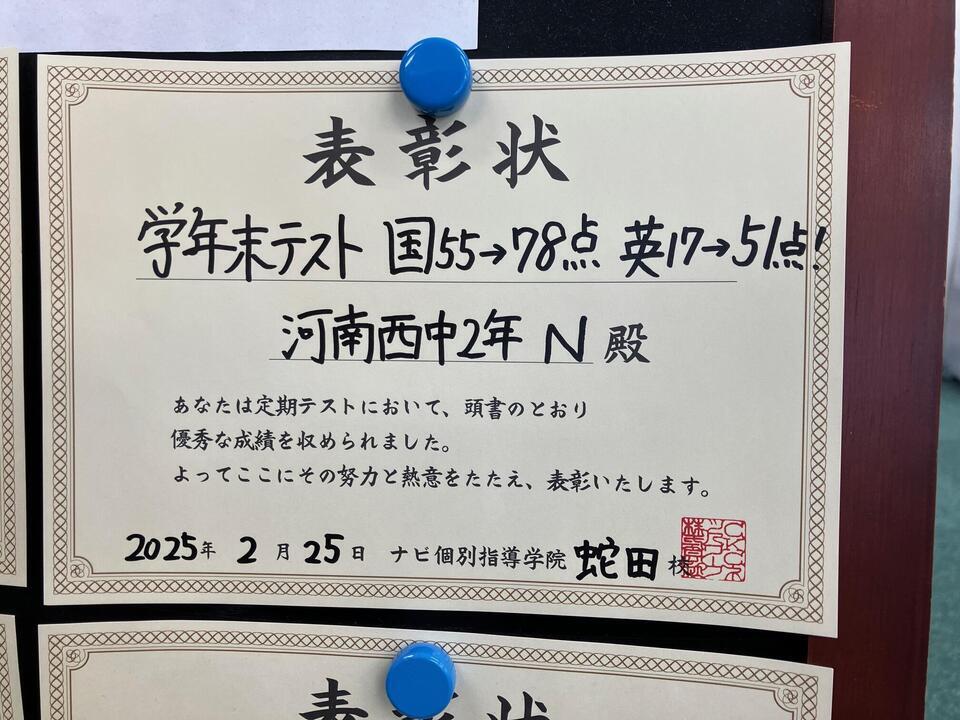 表彰状
学年末テスト 国55→78点 英17→51点!
河南西中2年 N 殿
あなたは定期テストにおいて、頭書のとおり
優秀な成績を収められました。
よってここにその努力と熱意をたたえ、表彰いたします。
2025年 2月25日 ナビ個別指導学院 蛇田校
表彰状